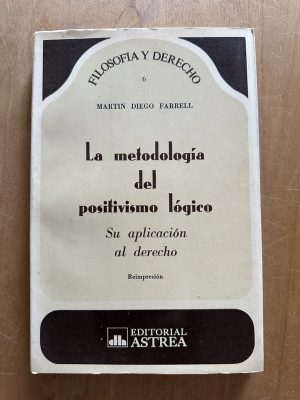 FILOSOFIA Y DERECHO
6
MARTIN DIEGO FARRELL
La metodología
del
positivismo lógico
Su aplicación
al derecho
Reimpresión
EDITORIAL
ASTREA